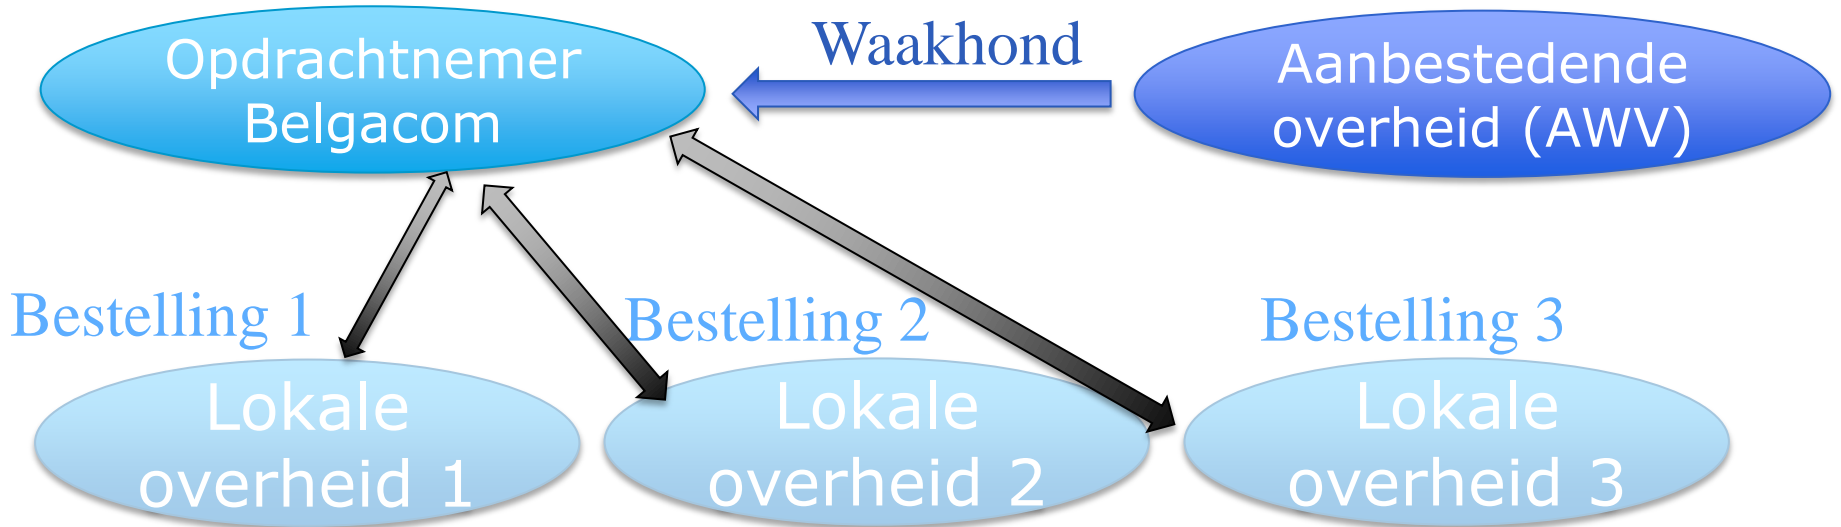 Opdrachtnemer
Belgacom
Waakhond
Aanbestedende
overheid (AWV)
Bestelling 1
Bestelling 2
Bestelling 3
Lokale
overheid 1
Lokale
overheid 2
Lokale
overheid 3